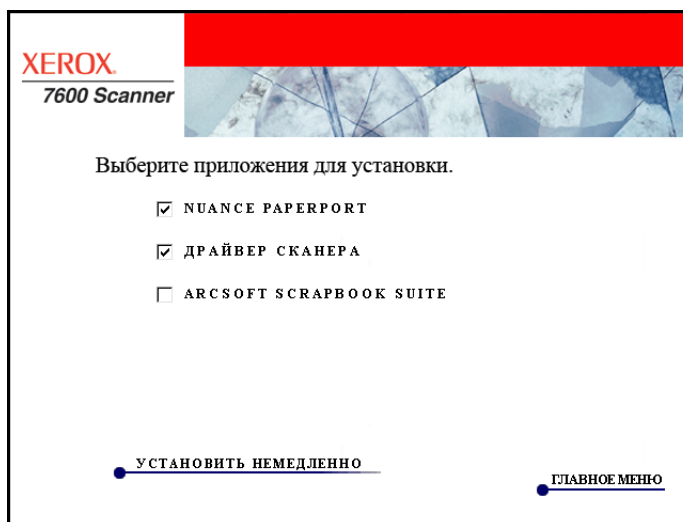 XEROX.
7600 Scanner
Выберите приложения для установки.
NUANCE PAPERPORT
ДРАЙВЕР СКАНЕРА
ARCSOFT SCRAPBOOK SUITE
УСТАНОВИТЬ НЕМЕДЛЕННО
ГЛАВНОЕ МЕНЮ